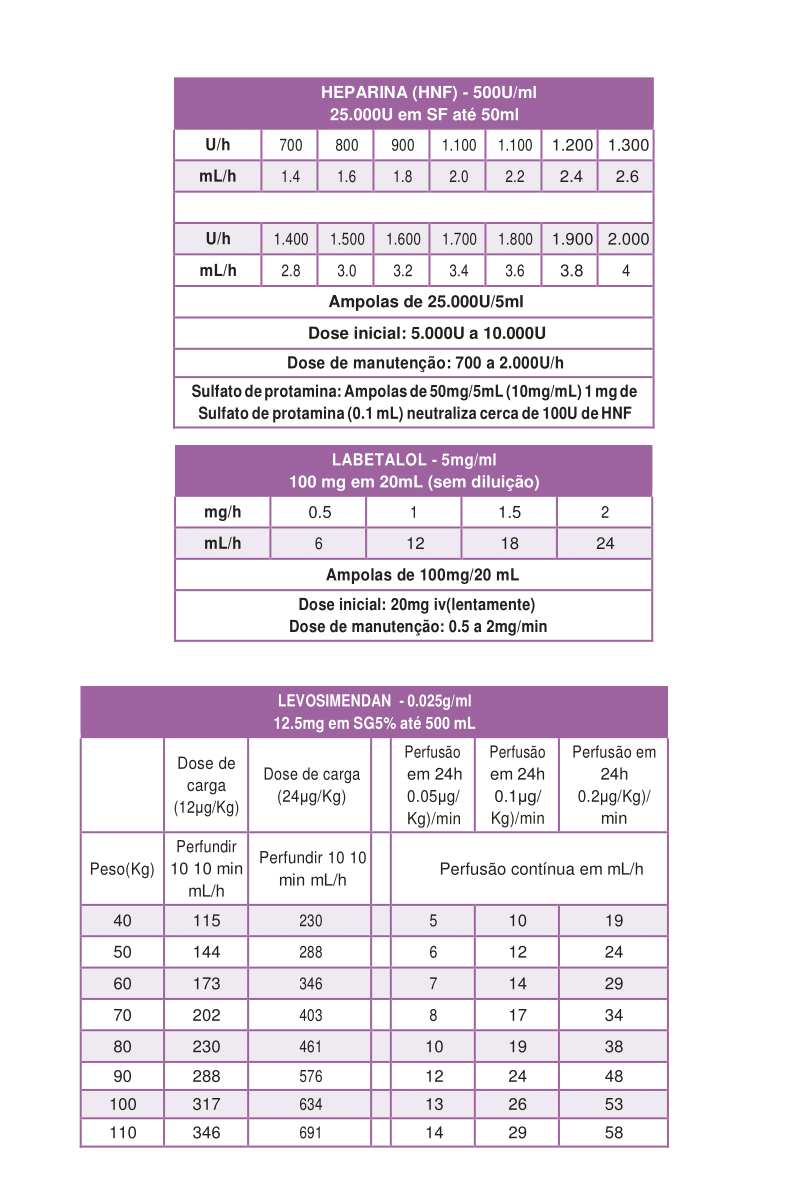 HEPARINA (HNF) - 500U/ml
25.000U em SF até 50ml
U/h 700 800 900 1.100 1.100 1.200 1.300
mL/h 1.4 1.6 1.8 2.0 2.2 2.4 2.6
U/h 1.400 1.500 1.600 1.700 1.800 1.900 2.000
mL/h 2.8 3.0 3.2 3.4 3.6 3.8 4
Ampolas de 25.000U/5ml
Dose inicial: 5.000U a 10.000U
Dose de manutenção: 700 a 2.000U/h
Sulfato de protamina: Ampolas de 50mg/5mL (10mg/mL) 1 mg de
Sulfato de protamina (0.1 mL) neutraliza cerca de 100U de HNF
LABETALOL - 5mg/ml
100 mg em 20mL (sem diluição)
mg/h 0.5 1 1.5 2
mL/h 6 12 18 24
Ampolas de 100mg/20 mL
Dose inicial: 20mg iv(lentamente)
Dose de manutenção: 0.5 a 2mg/min
LEVOSIMENDAN - 0.025g/ml
12.5mg em SG5% até 500 mL
Dose de
carga
(12µg/Kg)
Dose de carga
(24µg/Kg)
Perfusão
em 24h
0.05µg/
Kg)/min
Perfusão
em 24h
0.1µg/
Kg)/min
Perfusão em
24h
0.2µg/Kg)/
min
Peso(Kg)
Perfundir
10 10 min
mL/h
Perfundir 10 10
min mL/h
Perfusão contínua em mL/h
40 115 230 5 10 19
50 144 288 6 12 24
60 173 346 7 14 29
70 202 403 8 17 34
80 230 461 10 19 38
90 288 576 12 24 48
100 317 634 13 26 53
110 346 691 14 29 58